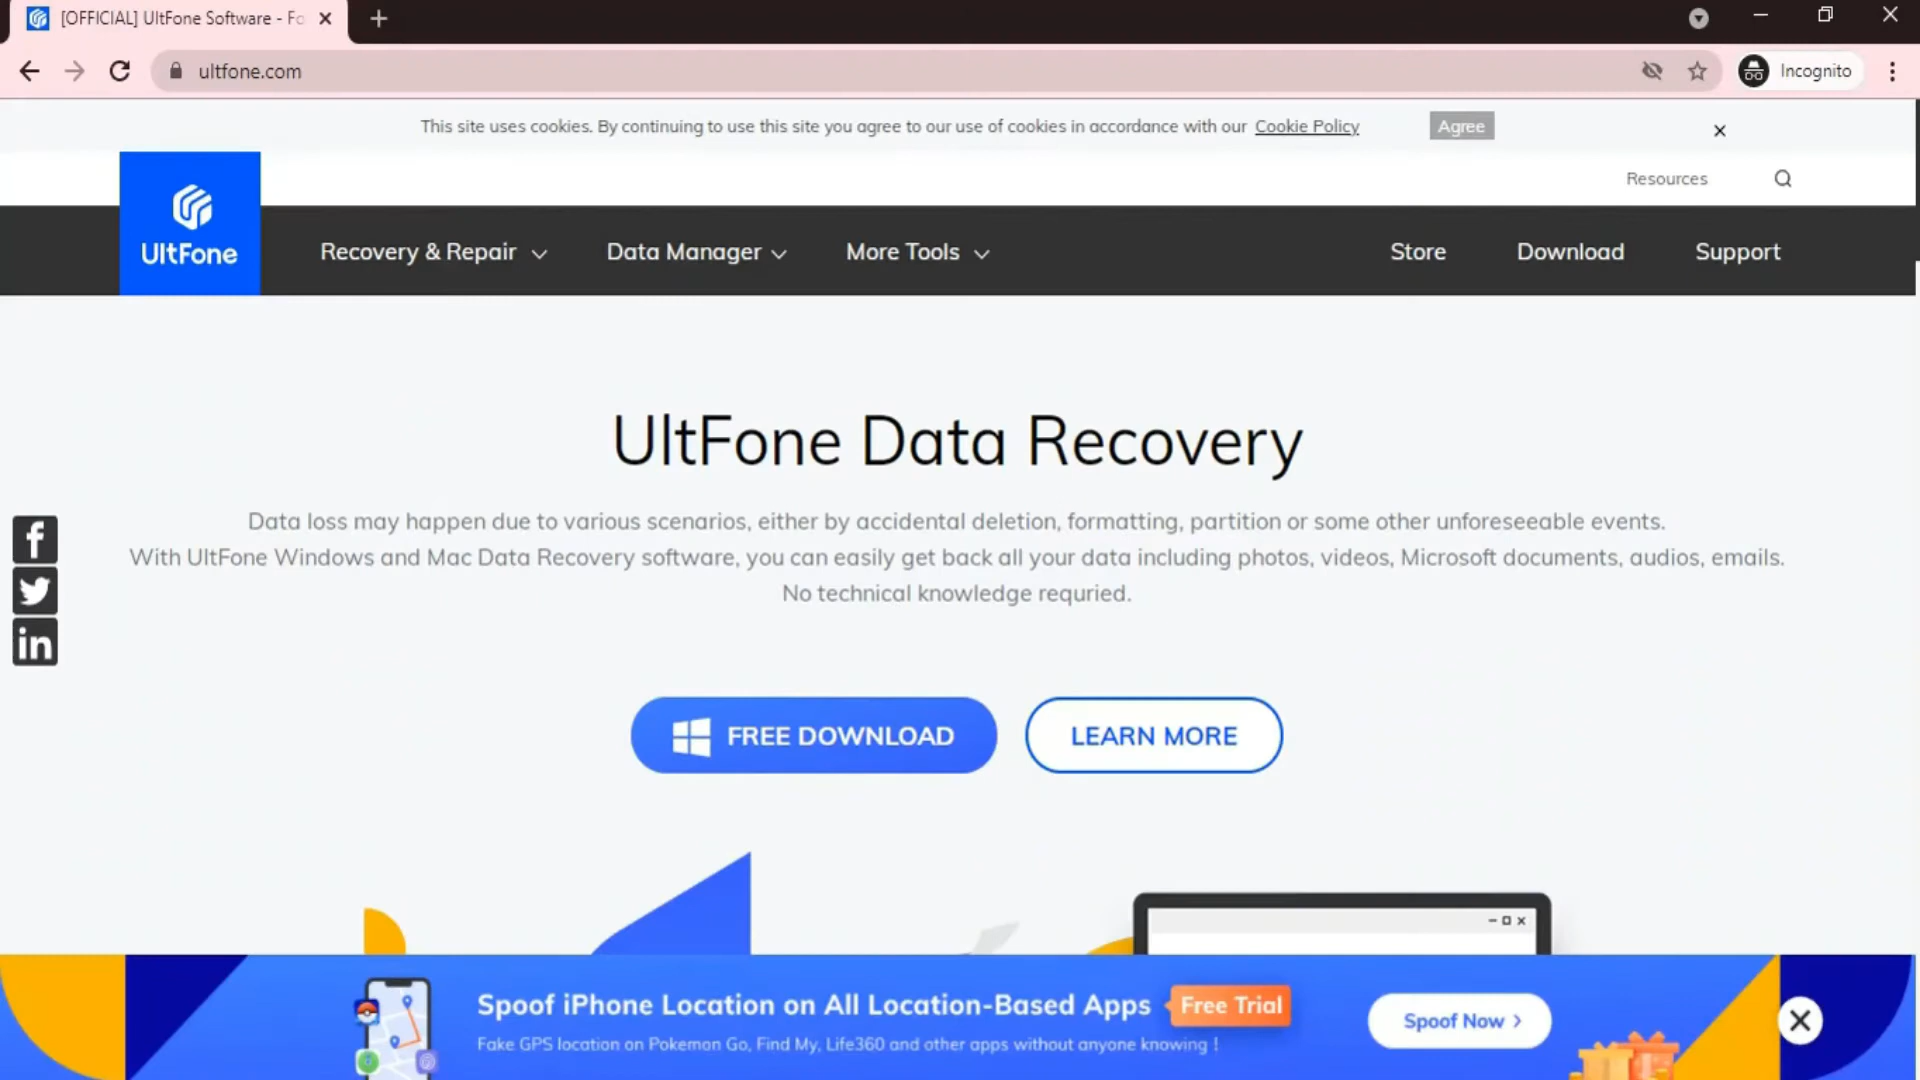 [OFFICIAL] UltFone Software - Fo
ultfone.com
Incognito
This site uses cookies. By continuing to use this site you agree to our use of cookies in accordance with our Cookie Policy
Agree
Resources
UltFone
Recovery & Repair
Data Manager
More Tools
Store
Download
Support
UltFone Data Recovery
Data loss may happen due to various scenarios, either by accidental deletion, formatting, partition or some other unforeseeable events.
With UltFone Windows and Mac Data Recovery software, you can easily get back all your data including photos, videos, Microsoft documents, audios, emails.
No technical knowledge requried.
FREE DOWNLOAD
LEARN MORE
Spoof iPhone Location on All Location-Based Apps
Free Trial
Fake GPS location on Pokemon Go, Find My, Life360 and other apps without anyone knowing !
Spoof Now >